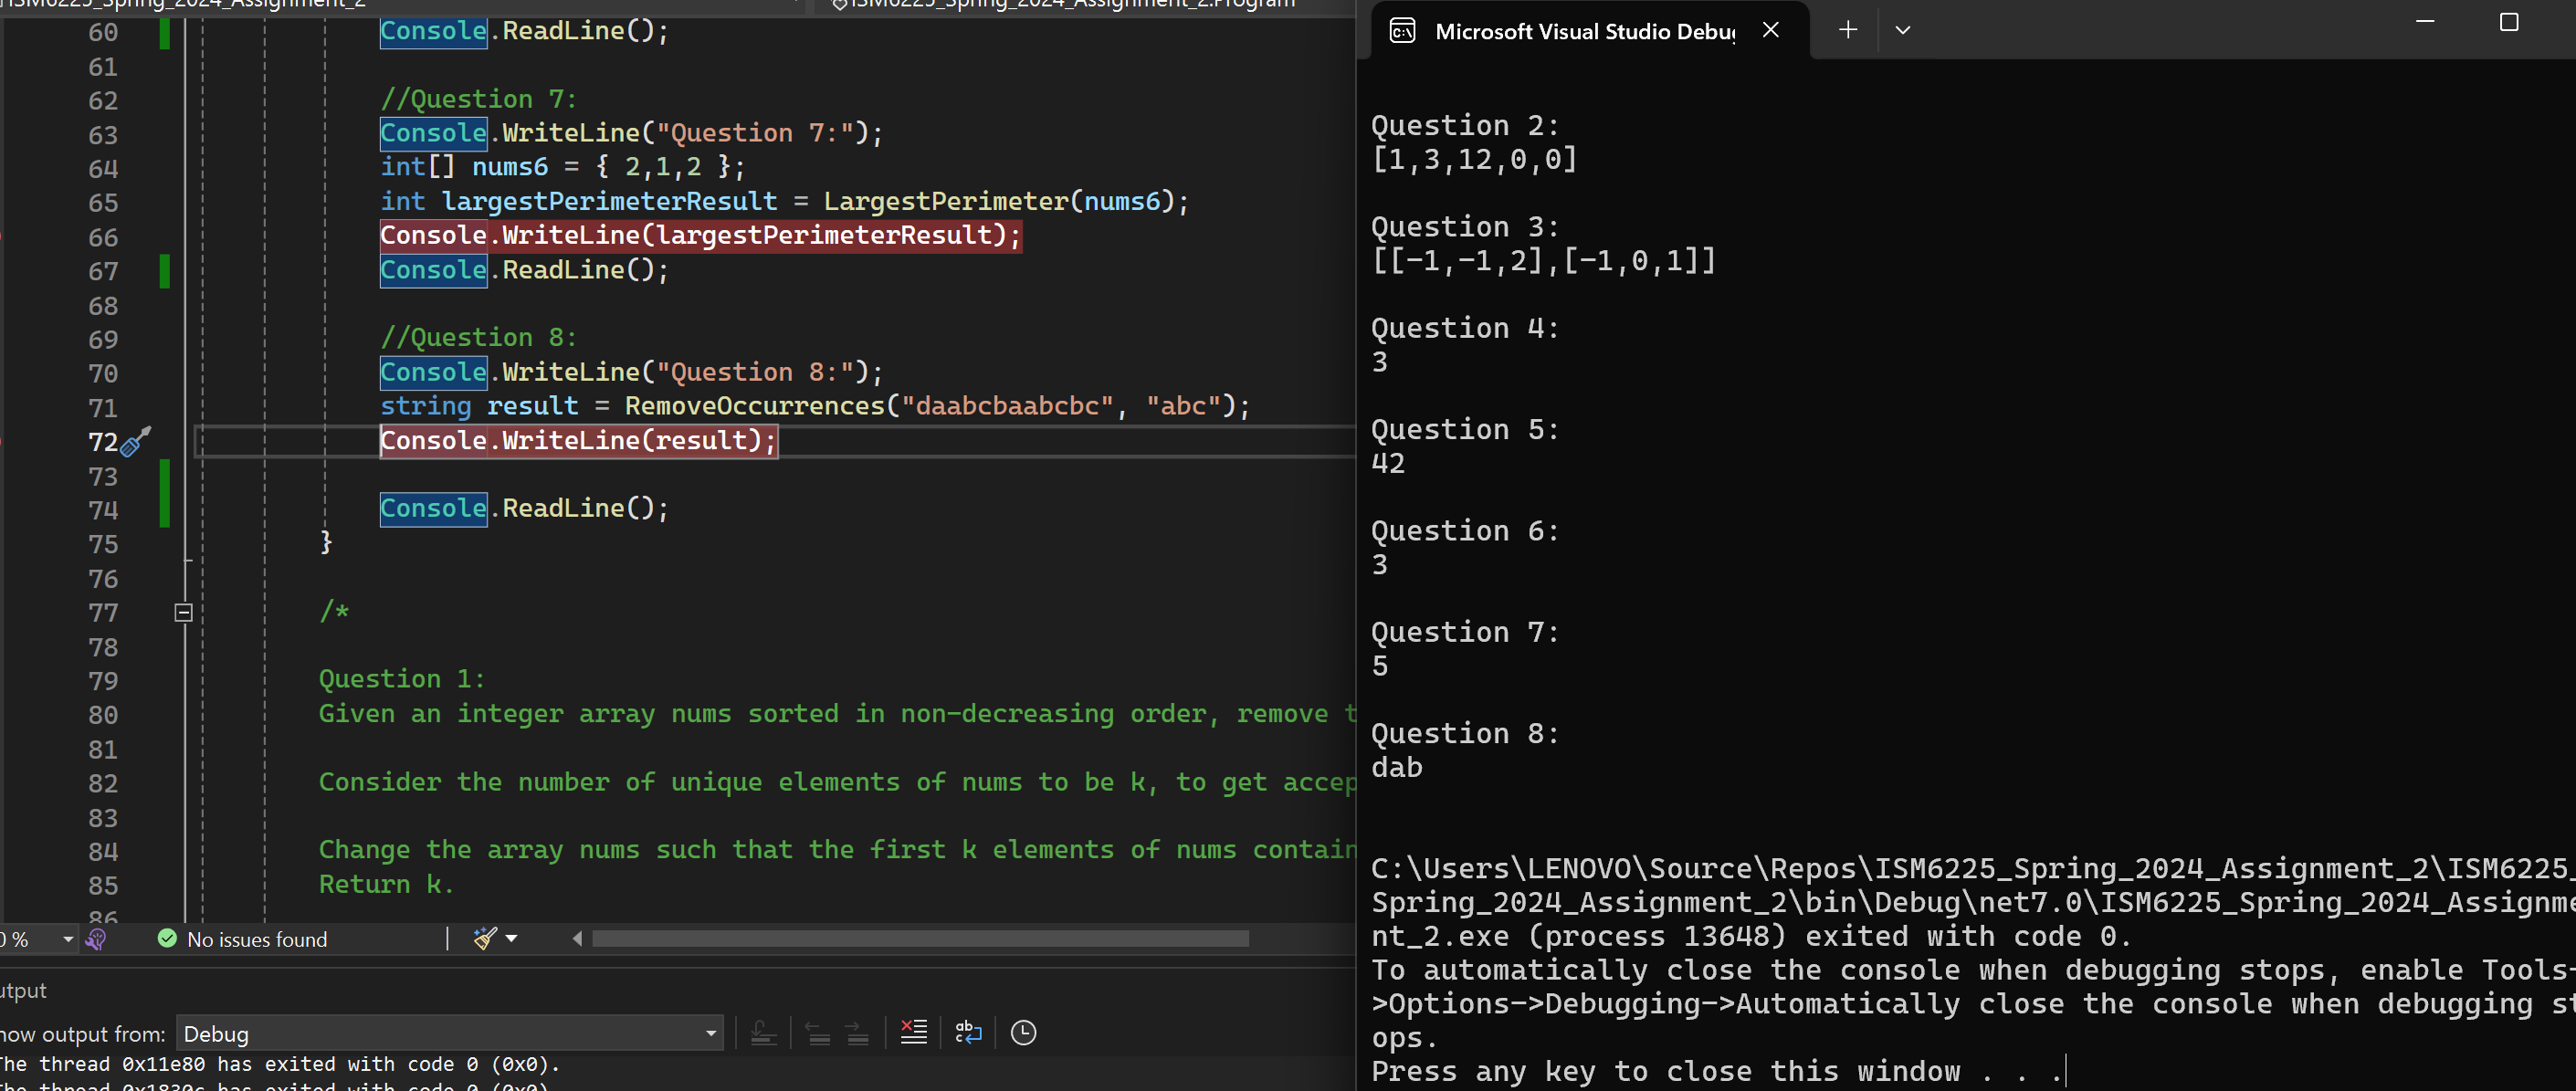 ISM6225_Spring_2024_Assignment_2
ISM6225_Spring_2024_Assignment_2.Program
60 Console.ReadLine();
61
62 //Question 7:
63 Console.WriteLine("Question 7:");
64 int[] nums6 = { 2,1,2 };
65 int largestPerimeterResult = LargestPerimeter(nums6);
66 Console.WriteLine(largestPerimeterResult);
67 Console.ReadLine();
68
69 //Question 8:
70 Console.WriteLine("Question 8:");
71 string result = RemoveOccurrences("daabcbaabcbc", "abc");
72 Console.WriteLine(result);
73
74 Console.ReadLine();
75 }
76
77 /*
78
79 Question 1:
80 Given an integer array nums sorted in non-decreasing order, remove t
81
82 Consider the number of unique elements of nums to be k, to get accep
83
84 Change the array nums such that the first k elements of nums contain
85 Return k.
86
0 %
No issues found
utput
how output from: Debug
he thread 0x11e80 has exited with code 0 (0x0).
he thread 0x1830c has exited with code 0 (0x0)
Microsoft Visual Studio Debu
Question 2:
[1,3,12,0,0]
Question 3:
[[-1,-1,2],[-1,0,1]]
Question 4:
3
Question 5:
42
Question 6:
3
Question 7:
5
Question 8:
dab
C:\Users\LENOVO\Source\Repos\ISM6225_Spring_2024_Assignment_2\ISM6225_
Spring_2024_Assignment_2\bin\Debug\net7.0\ISM6225_Spring_2024_Assignme
nt_2.exe (process 13648) exited with code 0.
To automatically close the console when debugging stops, enable Tools-
>Options->Debugging->Automatically close the console when debugging st
ops.
Press any key to close this window . . .